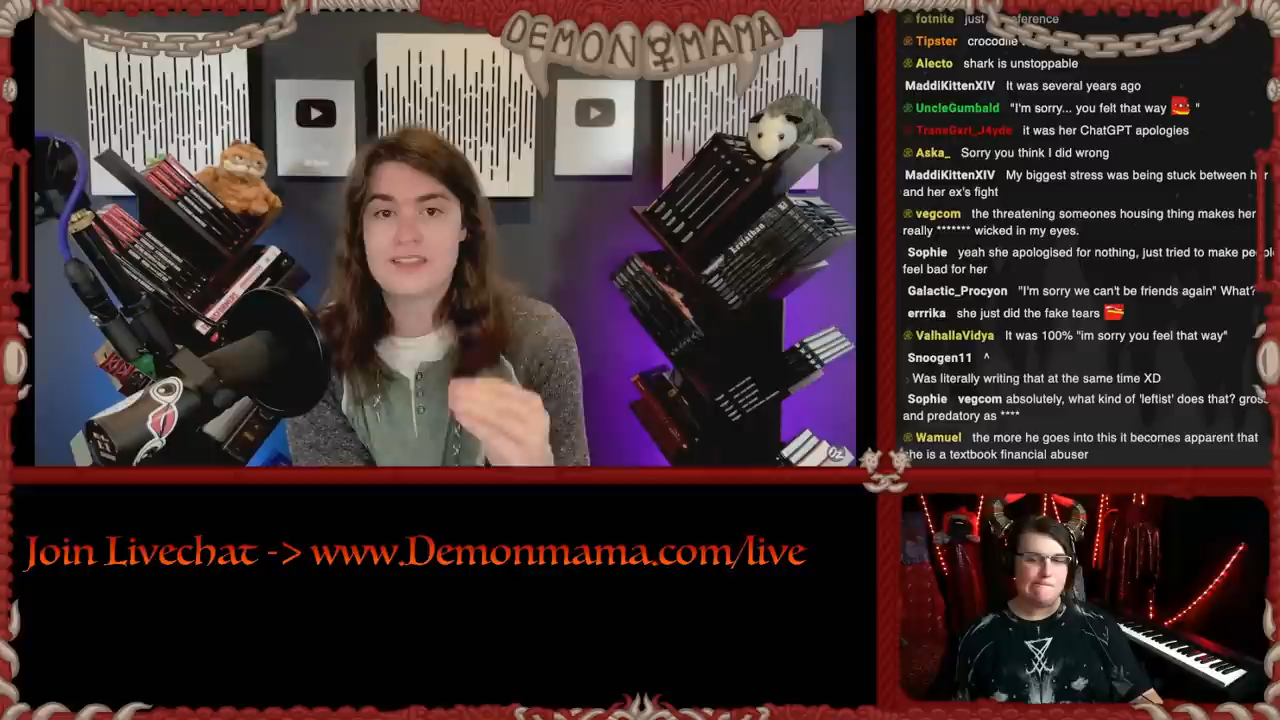 DEMON MAMA
fotnite just
Tipster crocodile
Alecto shark is unstoppable
MaddiKittenXIV It was several years ago
UncleGumbald "I'm sorry... you felt that way "
TransGxrl_J4yde it was her ChatGPT apologies
Aska_ Sorry you think I did wrong
MaddiKittenXIV My biggest stress was being stuck between her
and her ex's fight
vegcom the threatening someones housing thing makes her
really ******* wicked in my eyes.
Sophie yeah she apologised for nothing, just tried to make people
feel bad for her
Galactic_Procyon "I'm sorry we can't be friends again" What?
errrika she just did the fake tears
ValhallaVidya It was 100% "im sorry you feel that way"
Snoogen11 ^
Was literally writing that at the same time XD
Sophie vegcom absolutely, what kind of 'leftist' does that? gross
and predatory as ****
Wamuel the more he goes into this it becomes apparent that
she is a textbook financial abuser
Leviathan
Join Livechat -> www.Demonmama.com/live